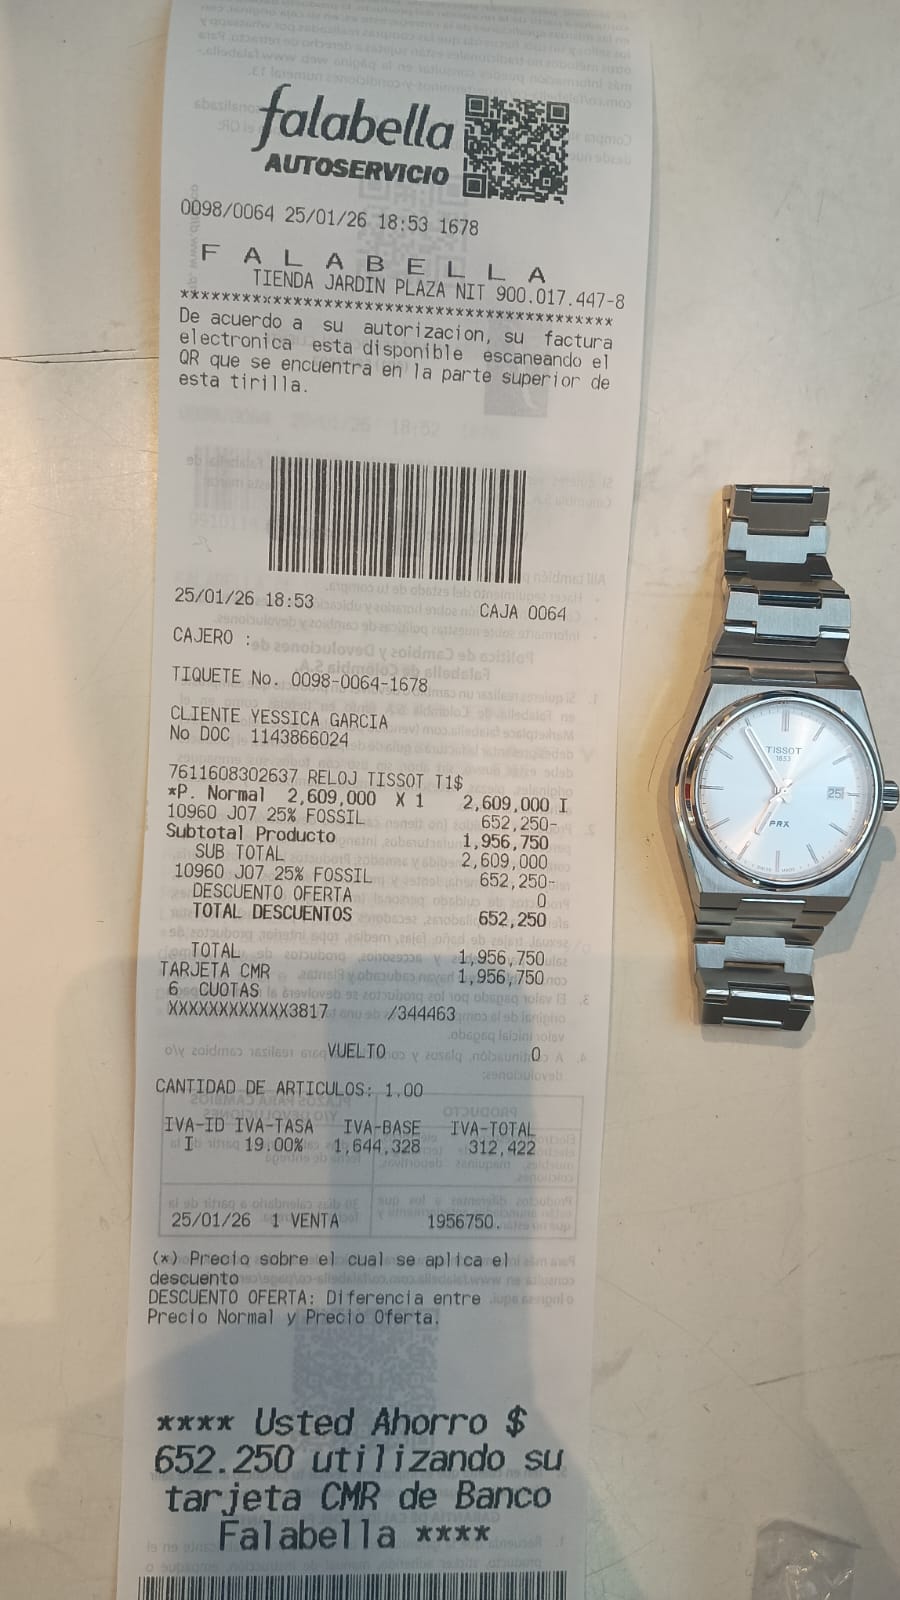 falabella
AUTOSERVICIO
0098/0064 25/01/26 18:53 1678
F A L A B E L L A
TIENDA JARDIN PLAZA NIT 900.017.447-8
******************************************
De acuerdo a su autorizacion, su factura
electronica esta disponible escaneando el
QR que se encuentra en la parte superior de
esta tirilla.
25/01/26 18:53 CAJA 0064
CAJERO :
TIQUETE No. 0098-0064-1678
CLIENTE YESSICA GARCIA
No DOC 1143866024
7611608302637 RELOJ TISSOT T1$
*P. Normal 2,609,000 X 1 2,609,000 I
10960 J07 25% FOSSIL 652,250-
Subtotal Producto 1,956,750
SUB TOTAL 2,609,000
10960 J07 25% FOSSIL 652,250-
DESCUENTO OFERTA 0
TOTAL DESCUENTOS 652,250
TOTAL 1,956,750
TARJETA CMR 1,956,750
6 CUOTAS
XXXXXXXXXXXX3817 /344463
VUELTO 0
CANTIDAD DE ARTICULOS: 1.00
IVA-ID IVA-TASA IVA-BASE IVA-TOTAL
I 19.00% 1,644,328 312,422
25/01/26 1 VENTA 1956750.
(*) Precio sobre el cual se aplica el
descuento
DESCUENTO OFERTA: Diferencia entre
Precio Normal y Precio Oferta.
**** Usted Ahorro $
652.250 utilizando su
tarjeta CMR de Banco
Falabella ****
TISSOT
1853
25
PRX